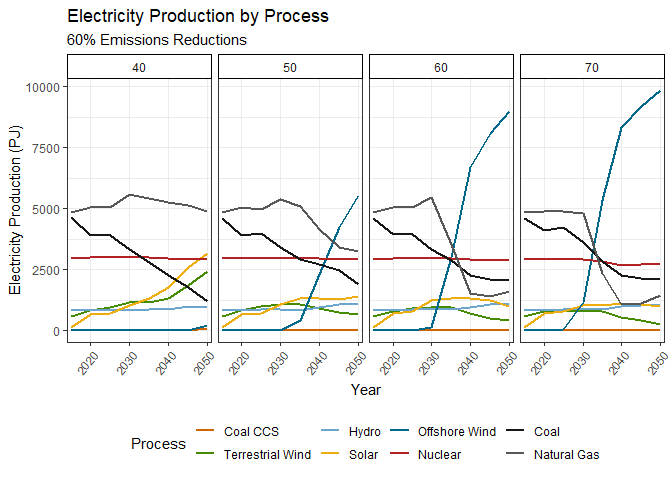 Electricity Production by Process
60% Emissions Reductions
40 50 60 70
Electricity Production (PJ)
10000
7500
5000
2500
0
2020 2030 2040 2050 2020 2030 2040 2050 2020 2030 2040 2050 2020 2030 2040 2050
Year
Process
Coal CCS Hydro Offshore Wind Coal
Terrestrial Wind Solar Nuclear Natural Gas